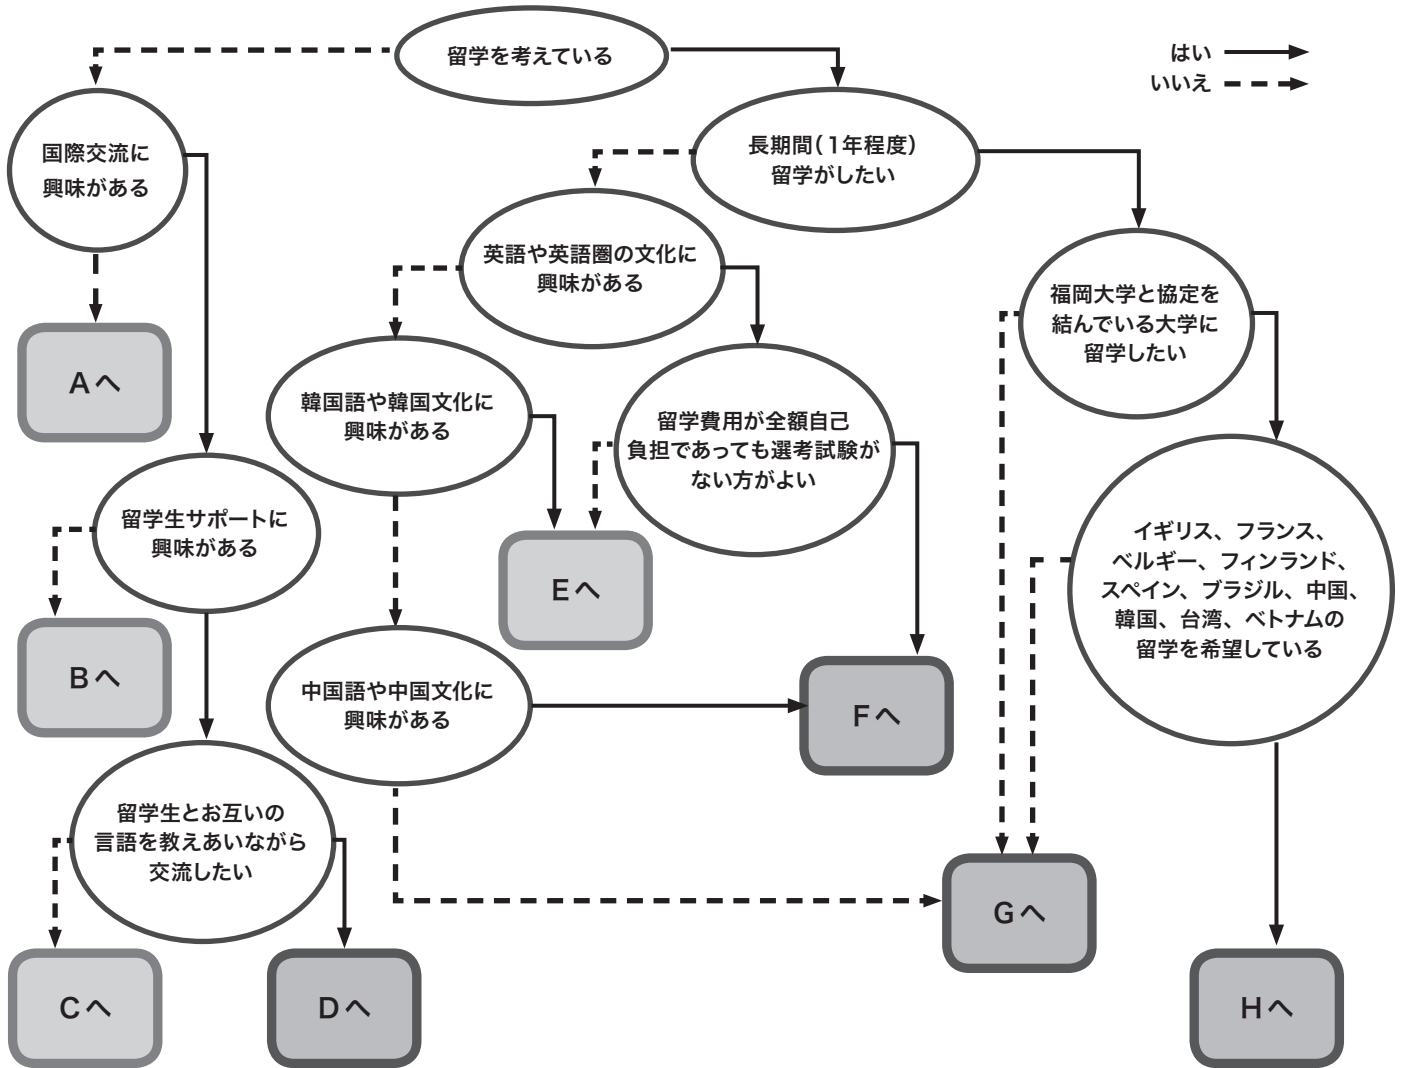 留学を考えている
はい
いいえ
国際交流に
興味がある
長期間（1年程度）
留学がしたい
英語や英語圏の文化に
興味がある
福岡大学と協定を
結んでいる大学に
留学したい
Aへ
韓国語や韓国文化に
興味がある
留学費用が全額自己
負担であっても選考試験が
ない方がよい
留学生サポートに
興味がある
イギリス、フランス、
ベルギー、フィンランド、
スペイン、ブラジル、中国、
韓国、台湾、ベトナムの
留学を希望している
Eへ
Bへ
中国語や中国文化に
興味がある
Fへ
留学生とお互いの
言語を教えあいながら
交流したい
Gへ
Cへ
Dへ
Hへ